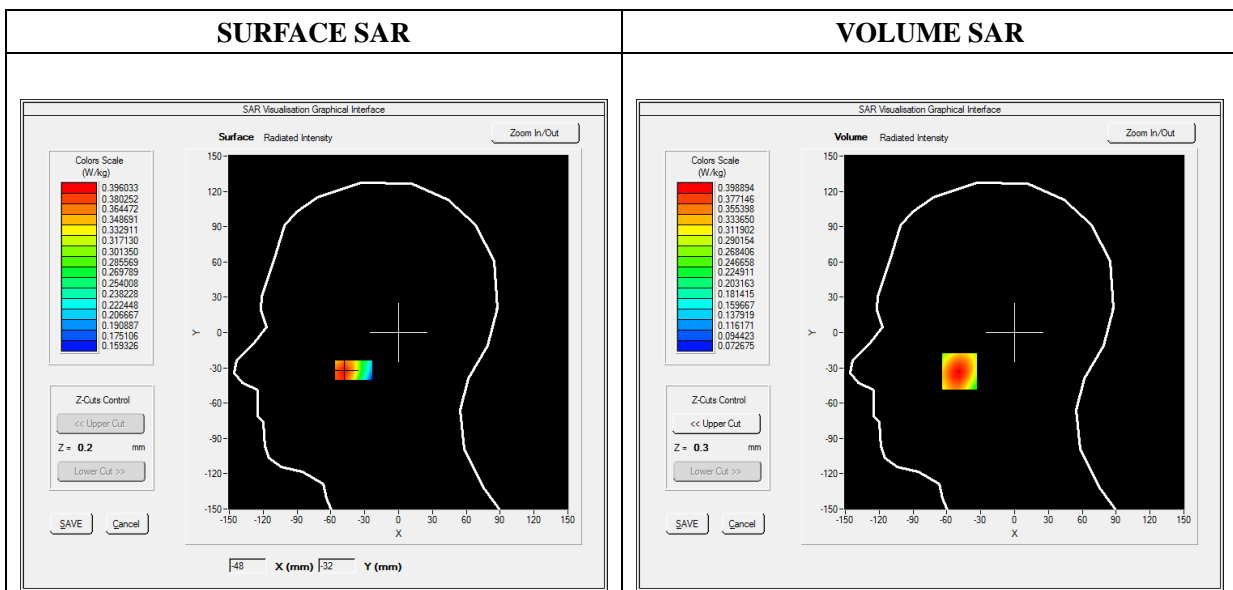 SURFACE SAR
VOLUME SAR
SAR Visualisation Graphical Interface
Surface Radiated Intensity
Zoom In/Out
Colors Scale
(W/kg)
0.396033
0.380252
0.364472
0.348691
0.332911
0.317130
0.301350
0.285569
0.269789
0.254008
0.238228
0.222448
0.206667
0.190887
0.175106
0.159326
150
120
90
60
30
Y 0
-30
-60
-90
-120
-150
-150 -120 -90 -60 -30 0 30 60 90 120 150
X
Z-Cuts Control
<< Upper Cut
Z = 0.2 mm
Lower Cut >>
SAVE Cancel
-48 X (mm) -32 Y (mm)
SAR Visualisation Graphical Interface
Volume Radiated Intensity
Zoom In/Out
Colors Scale
(W/kg)
0.398894
0.377146
0.355398
0.333650
0.311902
0.290154
0.268406
0.246658
0.224911
0.203163
0.181415
0.159667
0.137919
0.116171
0.094423
0.072675
150
120
90
60
30
Y 0
-30
-60
-90
-120
-150
-150 -120 -90 -60 -30 0 30 60 90 120 150
X
Z-Cuts Control
<< Upper Cut
Z = 0.3 mm
Lower Cut >>
SAVE Cancel